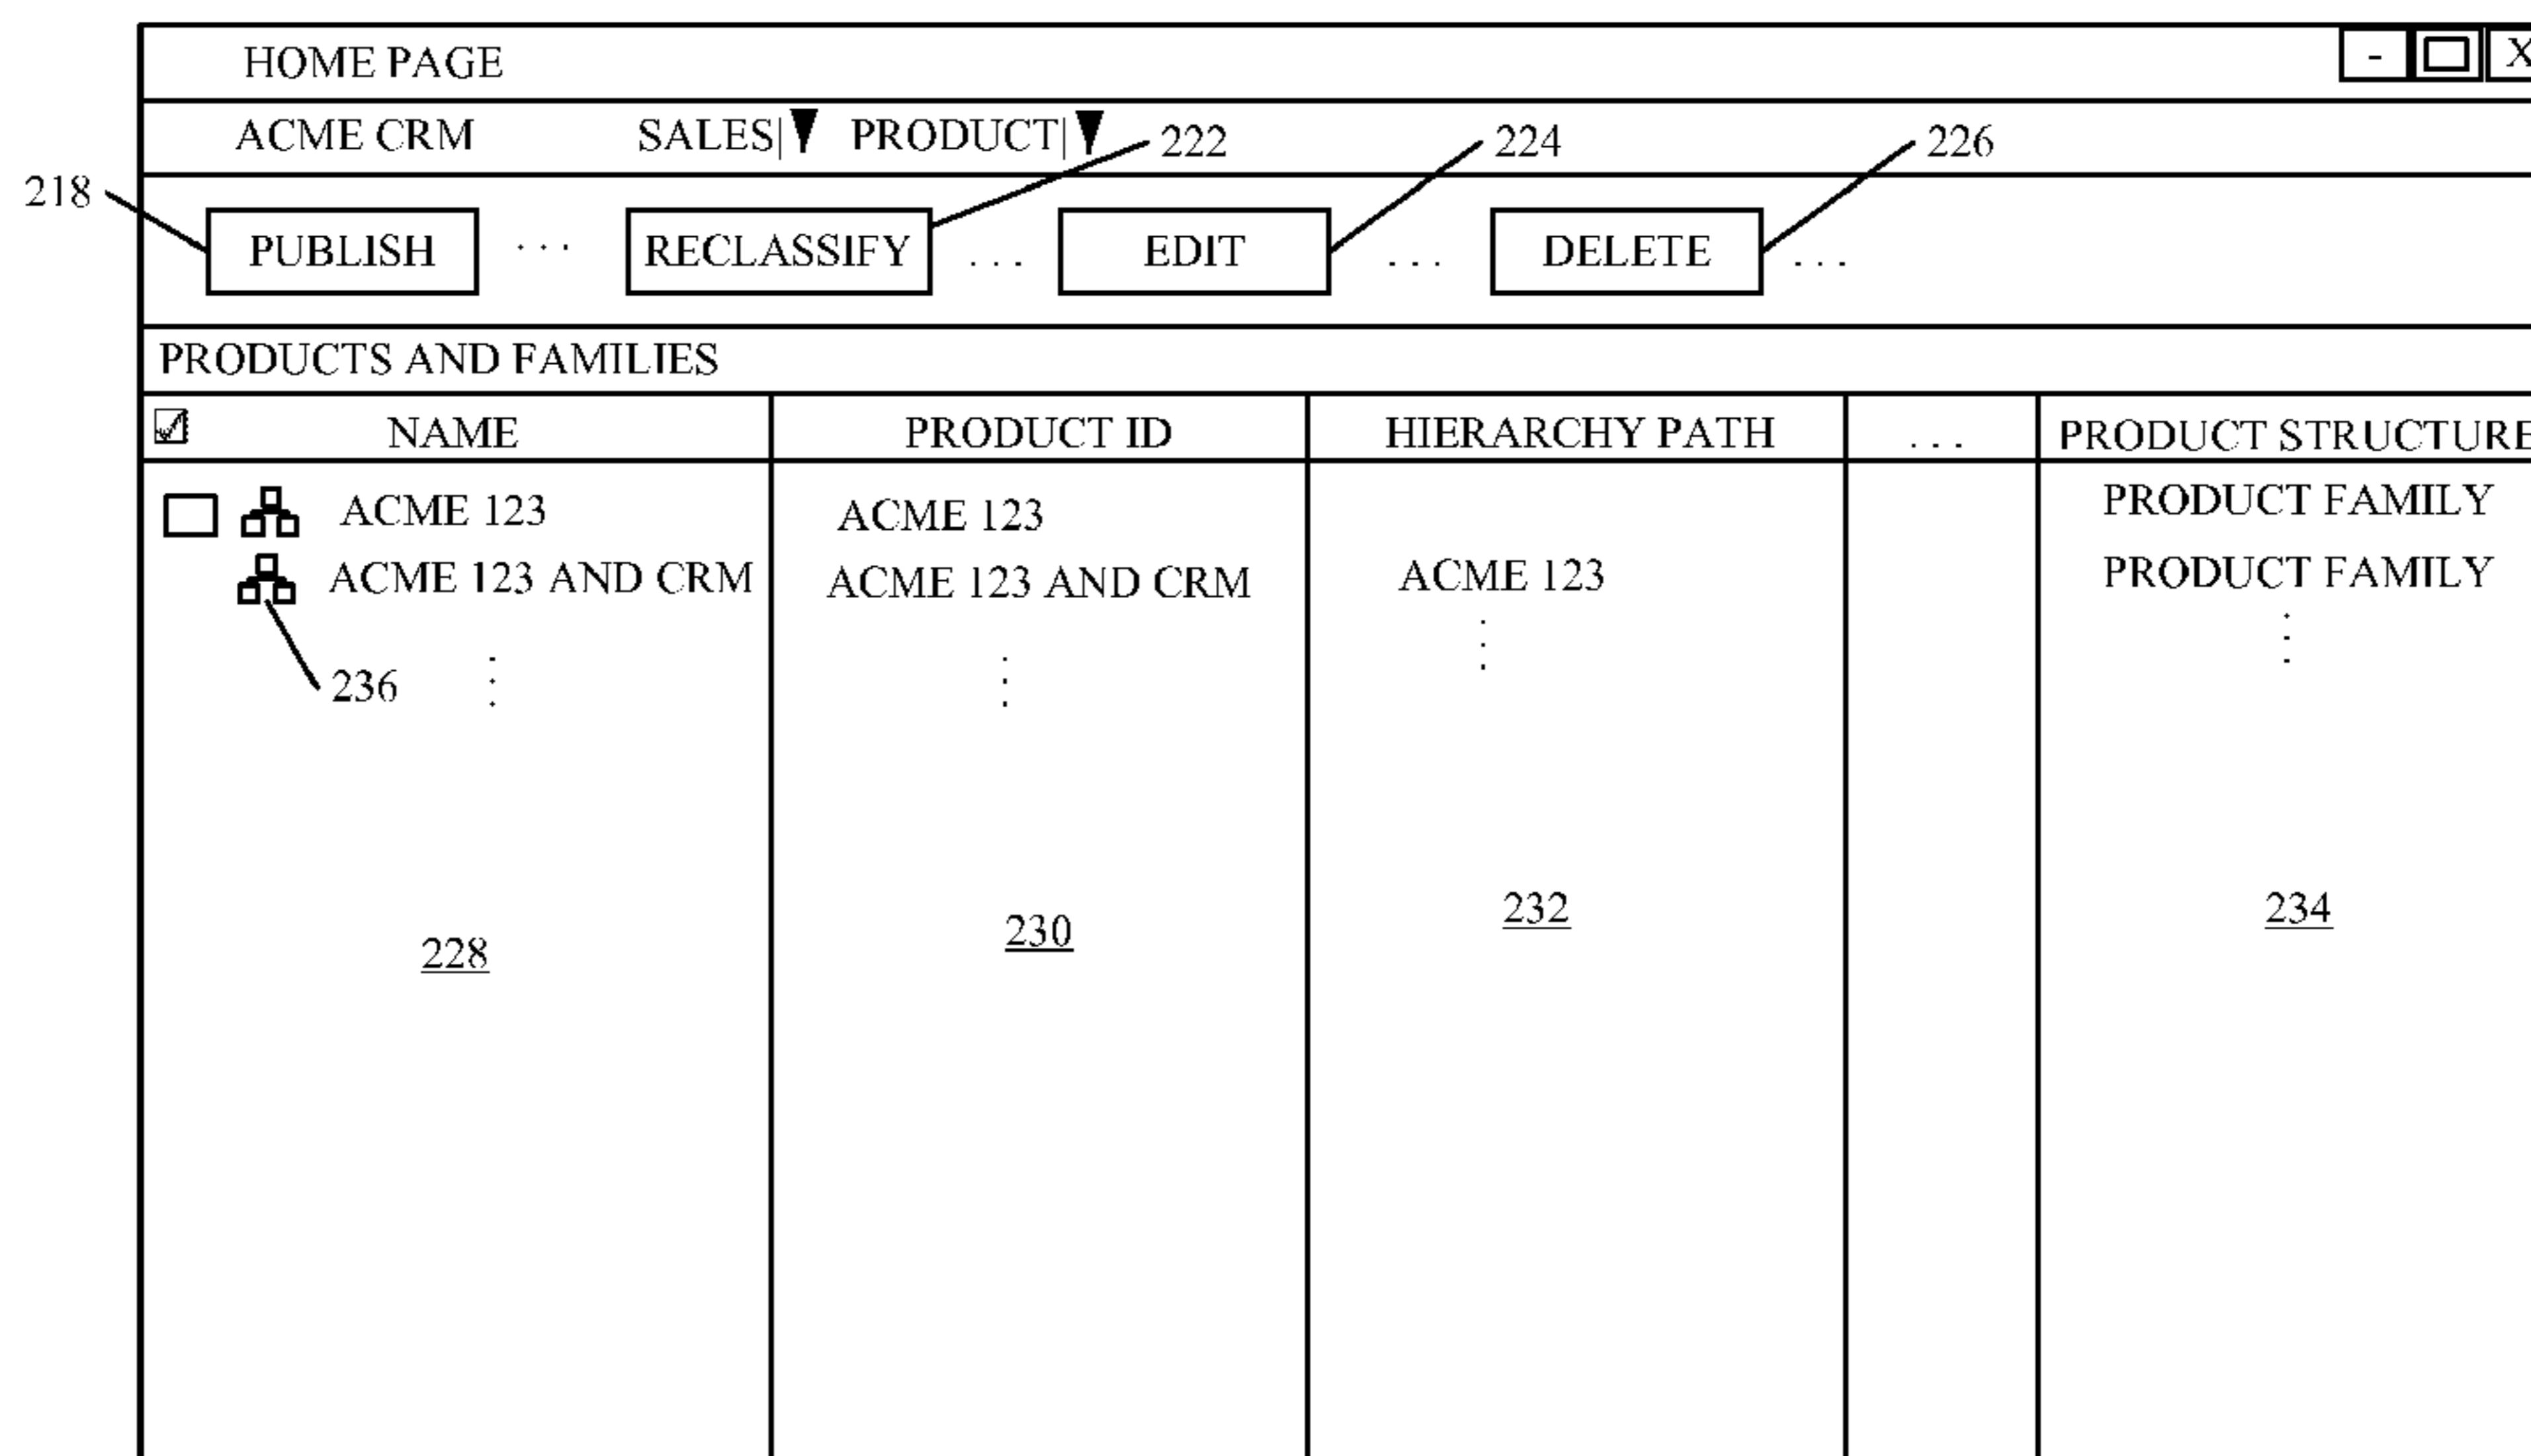 HOME PAGE - X
ACME CRM SALES| PRODUCT| 222 224 226
218
PUBLISH ... RECLASSIFY ... EDIT ... DELETE ...
PRODUCTS AND FAMILIES
NAME PRODUCT ID HIERARCHY PATH ... PRODUCT STRUCTURE
ACME 123 ACME 123 PRODUCT FAMILY
ACME 123 AND CRM ACME 123 AND CRM ACME 123 PRODUCT FAMILY
236
228 230 232 234